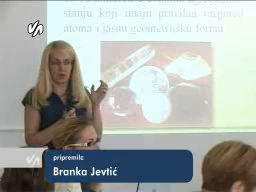 stanju koji imaju pravilan raspored
atoma i jasnu geometrijsku formu
pripremila
Branka Jevtić